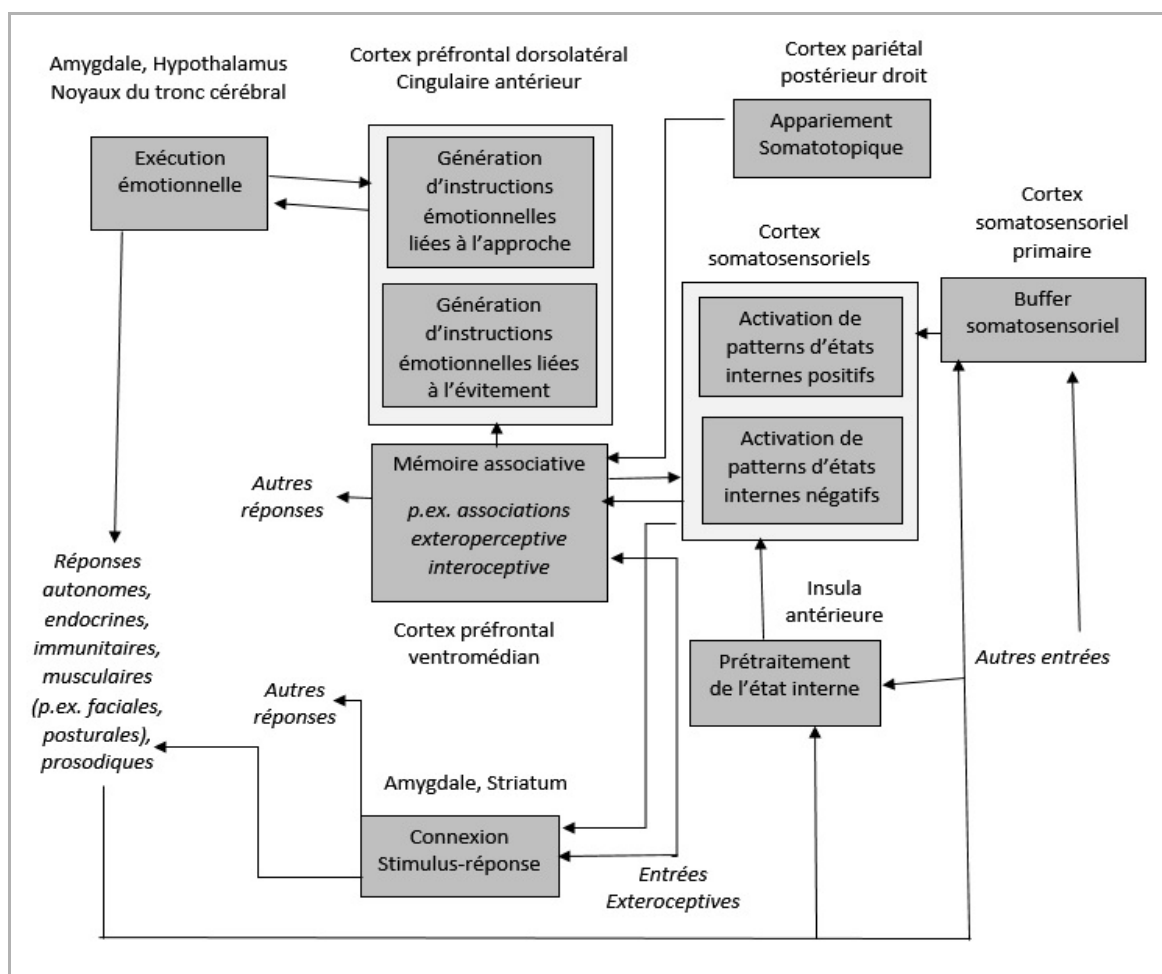 Amygdale, Hypothalamus
Noyaux du tronc cérébral
Exécution
émotionnelle
Cortex préfrontal dorsolatéral
Cingulaire antérieur
Génération
d'instructions
émotionnelles
liées à l'approche
Génération
d'instructions
émotionnelles liées
à l'évitement
Cortex pariétal
postérieur droit
Appariement
Somatotopique
Cortex
somatosensoriel
primaire
Buffer
somatosensoriel
Cortex
somatosensoriels
Activation de
patterns d'états
internes positifs
Activation de
patterns d'états
internes négatifs
Mémoire associative
p.ex. associations
exteroperceptive
interoceptive
Cortex préfrontal
ventromédian
Autres
réponses
Réponses
autonomes,
endocrines,
immunitaires,
musculaires
(p.ex. faciales,
posturales),
prosodiques
Insula
antérieure
Prétraitement
de l'état interne
Autres entrées
Autres
réponses
Amygdale, Striatum
Connexion
Stimulus-réponse
Entrées
Exteroceptives